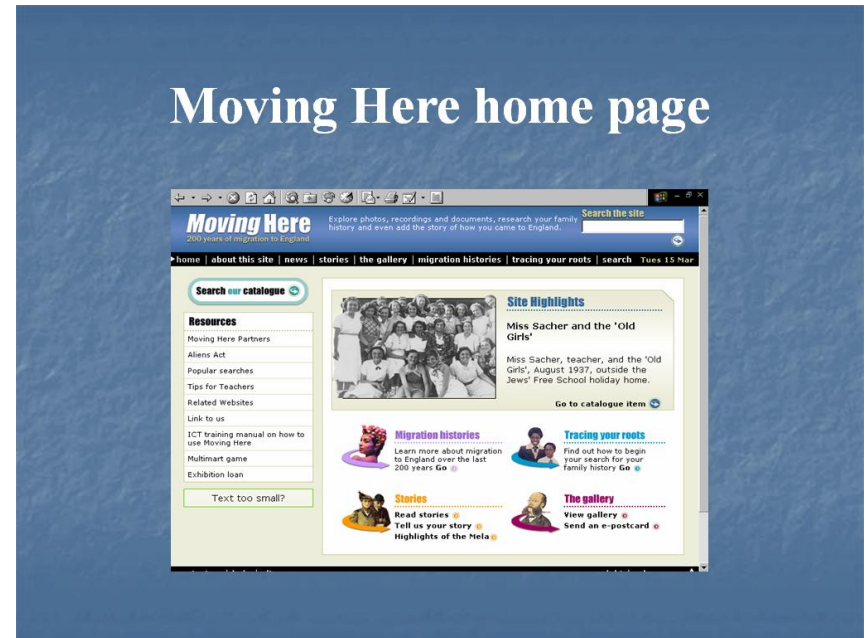 Moving Here home page
Moving Here
200 years of migration to England
Explore photos, recordings and documents, research your family
history and even add the story of how you came to England.
Search the site
home | about this site | news | stories | the gallery | migration histories | tracing your roots | search Tues 15 Mar
Search our catalogue
Resources
Moving Here Partners
Aliens Act
Popular searches
Tips for Teachers
Related Websites
Link to us
ICT training manual on how to
use Moving Here
Multimart game
Exhibition loan
Text too small?
Site Highlights
Miss Sacher and the 'Old
Girls'
Miss Sacher, teacher, and the 'Old
Girls', August 1937, outside the
Jews' Free School holiday home.
Go to catalogue item
Migration histories
Learn more about migration
to England over the last
200 years Go
Tracing your roots
Find out how to begin
your search for your
family history Go
Stories
Read stories
Tell us your story
Highlights of the Mela
The gallery
View gallery
Send an e-postcard